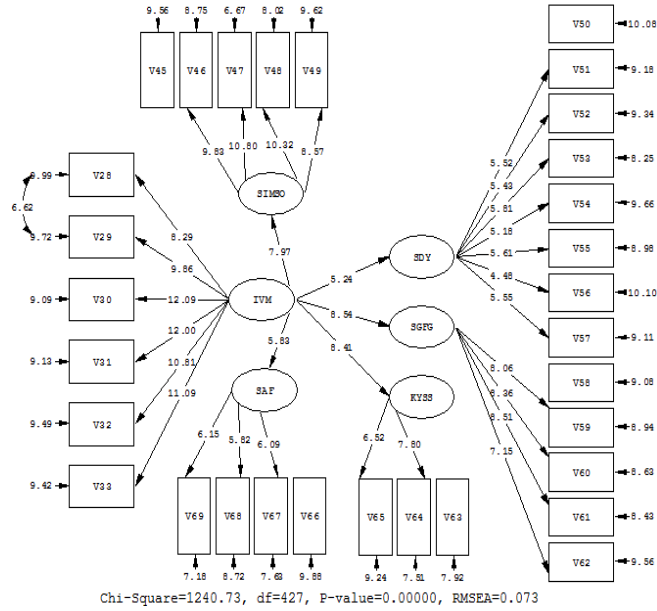 9.56 8.75 6.67 8.02 9.62
V45 V46 V47 V48 V49
9.83 10.80 10.32 8.57
SIMSO
7.97
V50 10.08
V51 9.18
V52 9.34
V53 8.25
V54 9.66
V55 8.98
V56 10.10
V57 9.11
V58 9.08
V59 8.94
V60 8.63
V61 8.43
V62 9.56
5.52
5.43
5.81
5.18
5.61
4.48
5.55
SDY
5.24
8.99 V28
6.62
9.72 V29
9.09 V30
9.13 V31
9.49 V32
9.42 V33
8.29
9.86
12.09
12.00
10.81
11.09
IVM
8.54
SGFG
8.06
8.36
8.51
7.15
5.83
8.41
SAF
KYSS
6.15 5.82 6.09
6.52 7.80
V69 V68 V67 V66
V65 V64 V63
7.18 8.72 7.63 9.88
9.24 7.51 7.92
Chi-Square=1240.73, df=427, P-value=0.00000, RMSEA=0.073